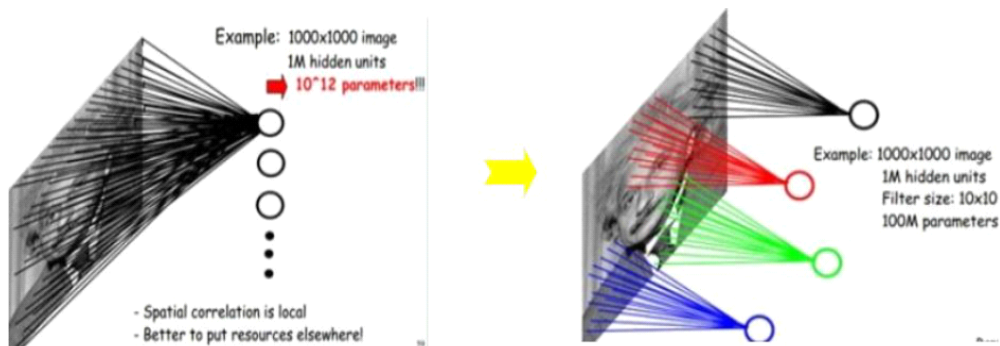 Example: 1000x1000 image
1M hidden units
10^12 parameters!!!
- Spatial correlation is local
- Better to put resources elsewhere!
Example: 1000x1000 image
1M hidden units
Filter size: 10x10
100M parameters